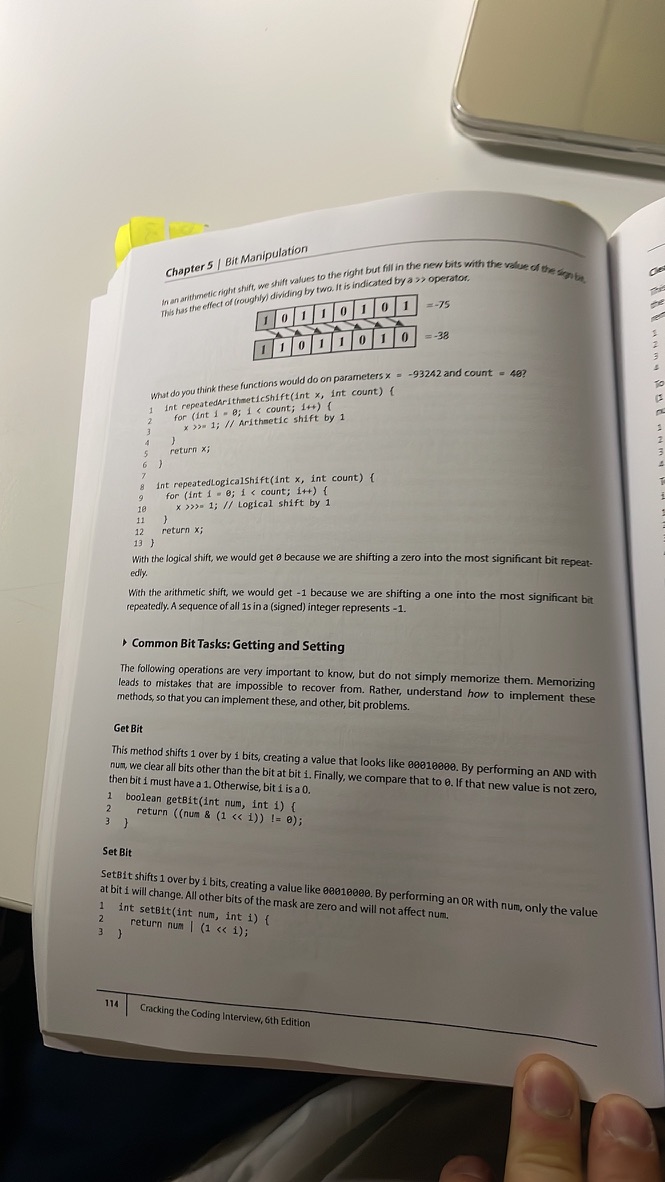 Chapter 5 | Bit Manipulation
In an arithmetic right shift, we shift values to the right but fill in the new bits with the value of the sign bit.
This has the effect of (roughly) dividing by two. It is indicated by a >> operator.
1 0 1 1 0 1 0 1 = -75
1 1 0 1 1 0 1 0 = -38
What do you think these functions would do on parameters x = -93242 and count = 40?
1 int repeatedArithmeticShift(int x, int count) {
2 for (int i = 0; i < count; i++) {
3 x >>= 1; // Arithmetic shift by 1
4 }
5 return x;
6 }
7
8 int repeatedLogicalShift(int x, int count) {
9 for (int i = 0; i < count; i++) {
10 x >>>= 1; // Logical shift by 1
11 }
12 return x;
13 }
With the logical shift, we would get 0 because we are shifting a zero into the most significant bit repeat-
edly.
With the arithmetic shift, we would get -1 because we are shifting a one into the most significant bit
repeatedly. A sequence of all 1s in a (signed) integer represents -1.
▸ Common Bit Tasks: Getting and Setting
The following operations are very important to know, but do not simply memorize them. Memorizing
leads to mistakes that are impossible to recover from. Rather, understand how to implement these
methods, so that you can implement these, and other, bit problems.
Get Bit
This method shifts 1 over by i bits, creating a value that looks like 00010000. By performing an AND with
num, we clear all bits other than the bit at bit i. Finally, we compare that to 0. If that new value is not zero,
then bit i must have a 1. Otherwise, bit i is a 0.
1 boolean getBit(int num, int i) {
2 return ((num & (1 << i)) != 0);
3 }
Set Bit
SetBit shifts 1 over by i bits, creating a value like 00010000. By performing an OR with num, only the value
at bit i will change. All other bits of the mask are zero and will not affect num.
1 int setBit(int num, int i) {
2 return num | (1 << i);
3 }
114 Cracking the Coding Interview, 6th Edition
1
2
3
4
1
2
3
4